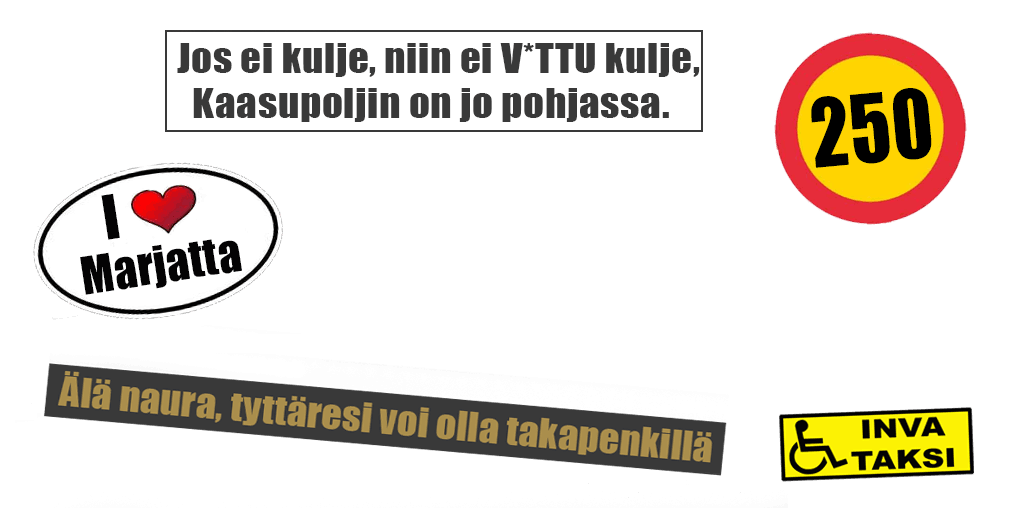 Jos ei kulje, niin ei V*TTU kulje,
Kaasupoljin on jo pohjassa.
250
I
Marjatta
Älä naura, tyttäresi voi olla takapenkillä
INVA
TAKSI